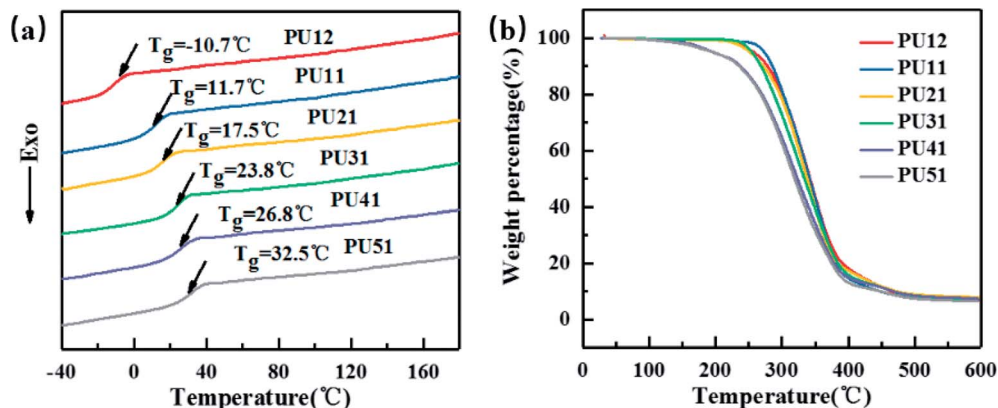 (a)
Tg=-10.7℃
PU12
Tg=11.7℃
PU11
Tg=17.5℃
PU21
Tg=23.8℃
PU31
Tg=26.8℃
PU41
Tg=32.5℃
PU51
Exo
-40 0 40 80 120 160
Temperature(℃)
(b)
100
80
60
40
20
0
Weight percentage(%)
PU12
PU11
PU21
PU31
PU41
PU51
0 100 200 300 400 500 600
Temperature(℃)